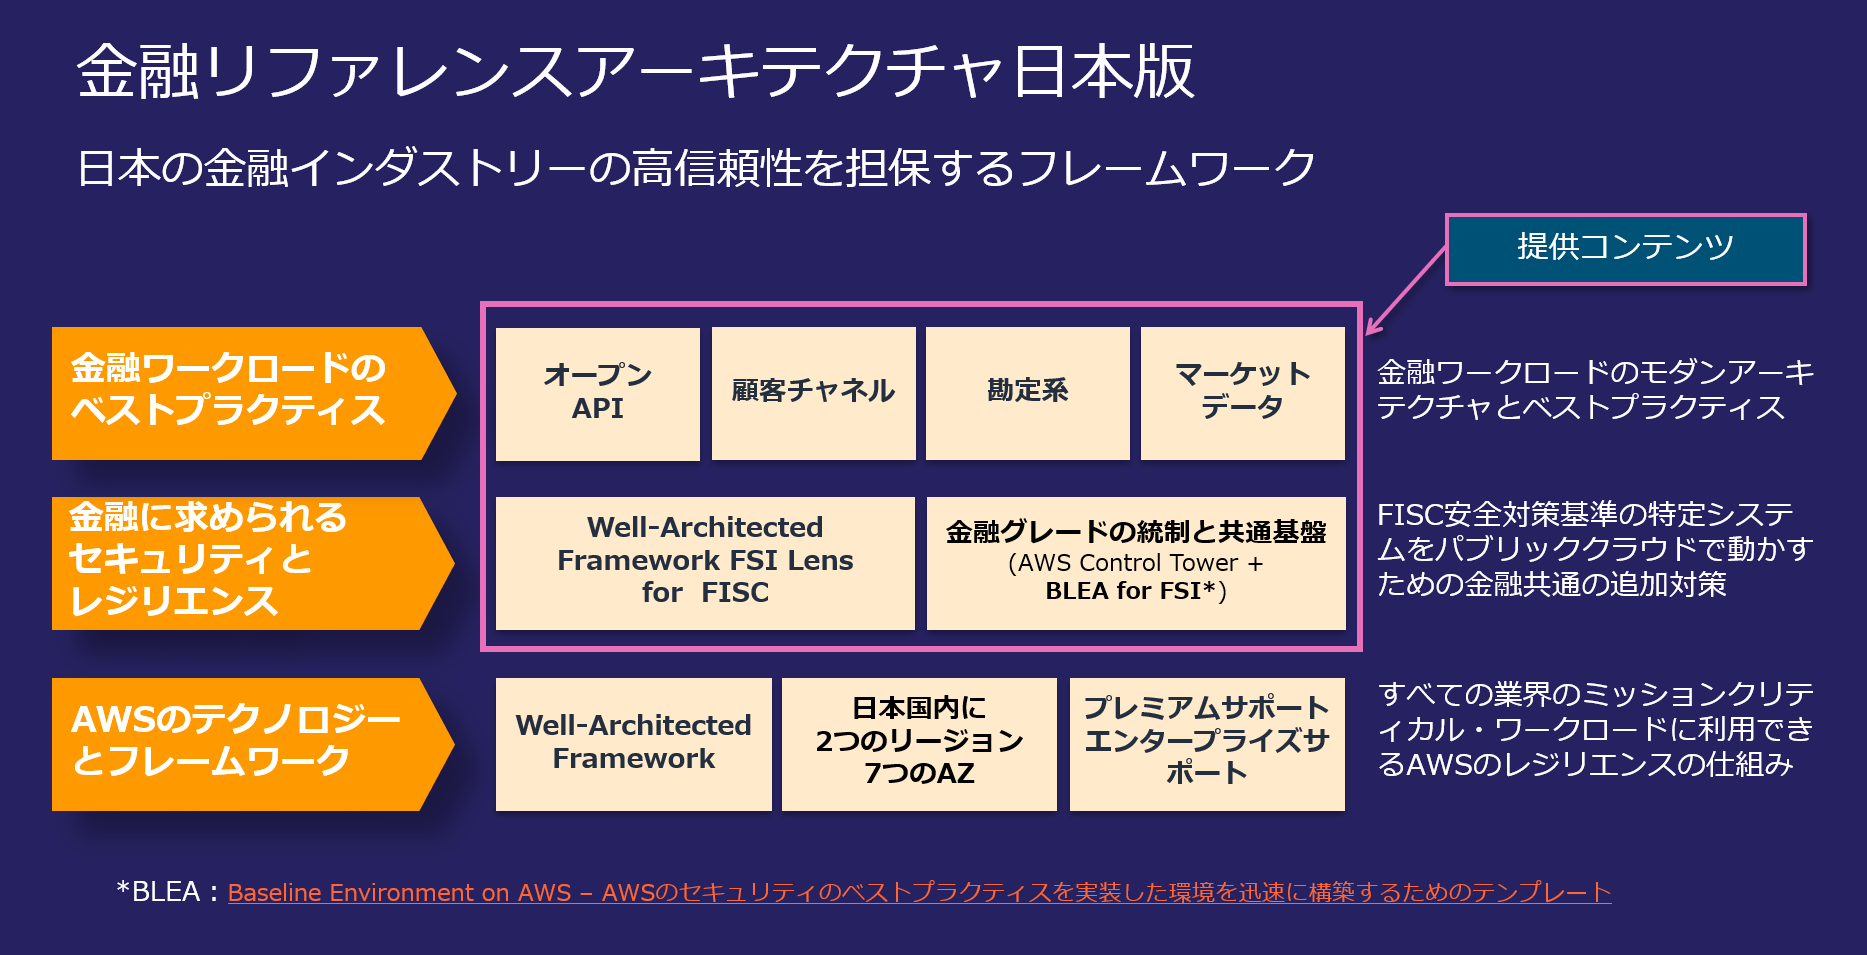 金融リファレンスアーキテクチャ日本版
日本の金融インダストリーの高信頼性を担保するフレームワーク
提供コンテンツ
金融ワークロードの
ベストプラクティス
オープン
API
顧客チャネル
勘定系
マーケット
データ
金融ワークロードのモダンアーキ
テクチャとベストプラクティス
金融に求められる
セキュリティと
レジリエンス
Well-Architected
Framework FSI Lens
for FISC
金融グレードの統制と共通基盤
(AWS Control Tower +
BLEA for FSI*)
FISC安全対策基準の特定システ
ムをパブリッククラウドで動かす
ための金融共通の追加対策
AWSのテクノロジー
とフレームワーク
Well-Architected
Framework
日本国内に
2つのリージョン
7つのAZ
プレミアムサポート
エンタープライズサ
ポート
すべての業界のミッションクリテ
ィカル・ワークロードに利用でき
るAWSのレジリエンスの仕組み
*BLEA：Baseline Environment on AWS – AWSのセキュリティのベストプラクティスを実装した環境を迅速に構築するためのテンプレート